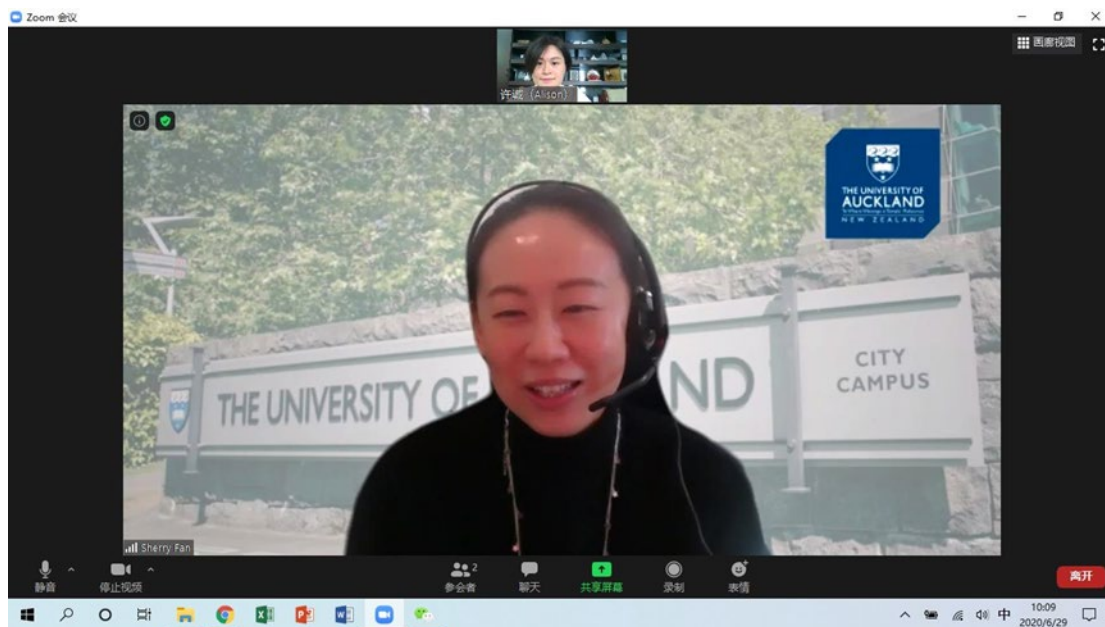 Zoom 会议
画廊视图
许诚 (Alison)
THE UNIVERSITY OF
AUCKLAND
NEW ZEALAND
THE UNIVERSITY OF
ND
CITY
CAMPUS
Sherry Fan
静音
停止视频
2
参会者
聊天
共享屏幕
录制
表情
离开
中
10:09
2020/6/29